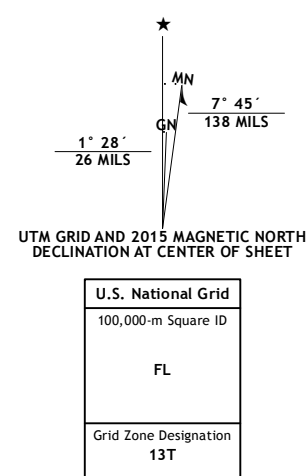 ★
MN
7° 45´
138 MILS
GN
1° 28´
26 MILS
UTM GRID AND 2015 MAGNETIC NORTH
DECLINATION AT CENTER OF SHEET
U.S. National Grid
100,000-m Square ID
FL
Grid Zone Designation
13T